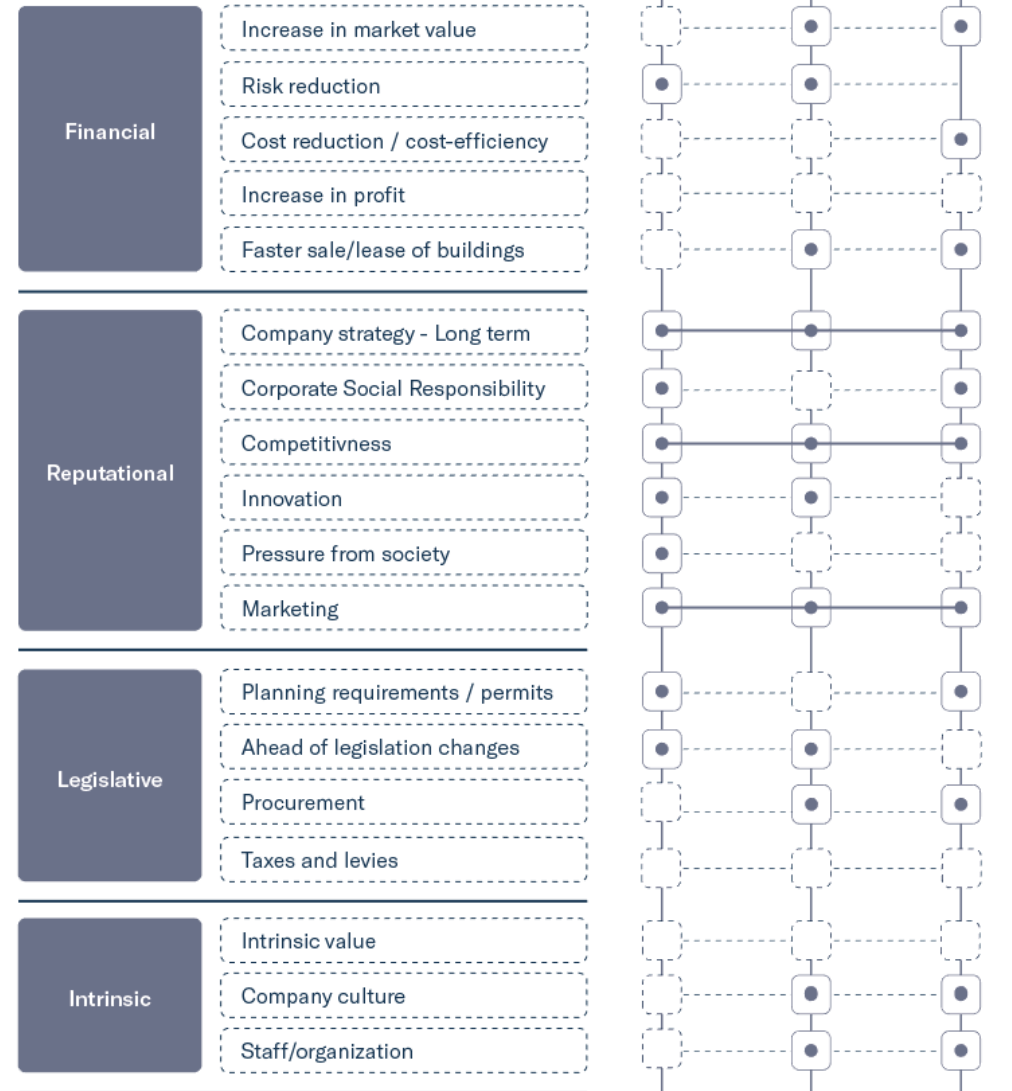 Financial
Increase in market value
Risk reduction
Cost reduction / cost-efficiency
Increase in profit
Faster sale/lease of buildings
Reputational
Company strategy - Long term
Corporate Social Responsibility
Competitivness
Innovation
Pressure from society
Marketing
Legislative
Planning requirements / permits
Ahead of legislation changes
Procurement
Taxes and levies
Intrinsic
Intrinsic value
Company culture
Staff/organization